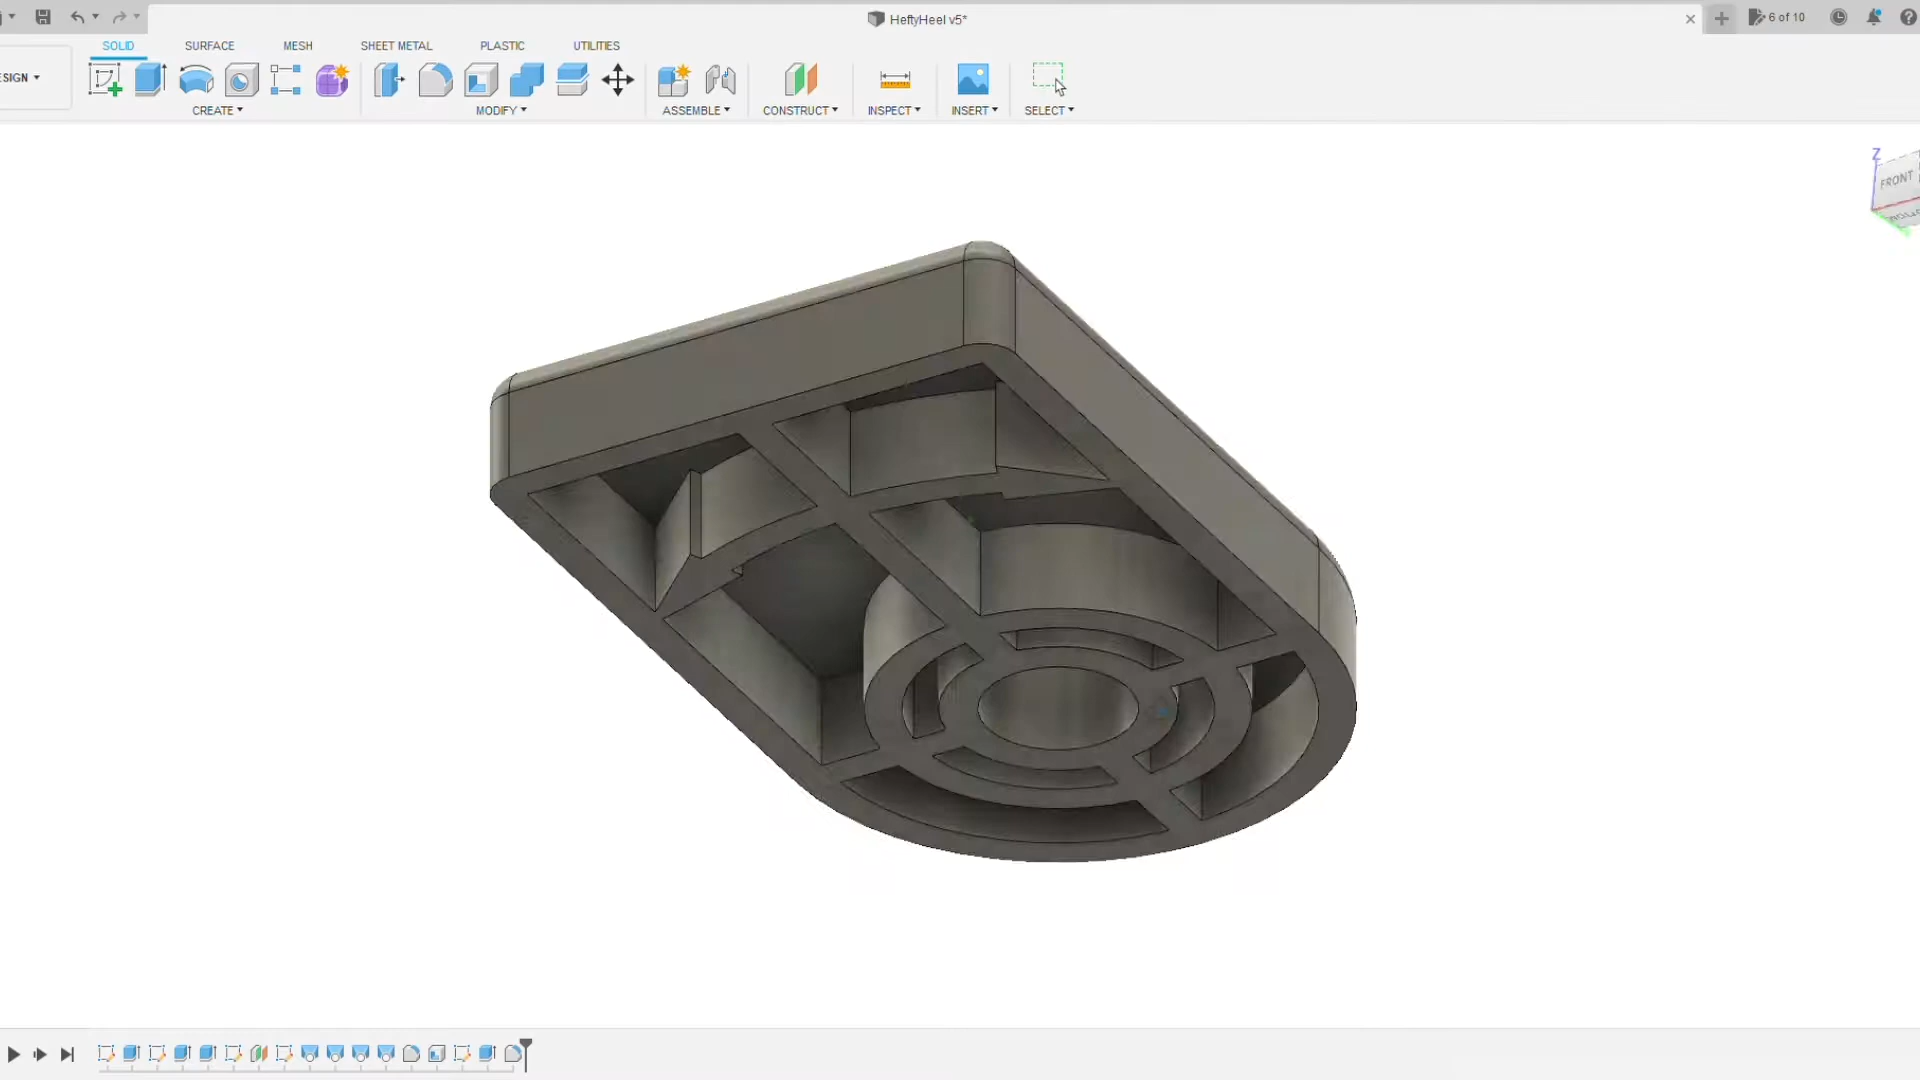 HeftyHeel v5*
6 of 10
SOLID
SURFACE
MESH
SHEET METAL
PLASTIC
UTILITIES
ESIGN
CREATE
MODIFY
ASSEMBLE
CONSTRUCT
INSPECT
INSERT
SELECT
Z
FRONT